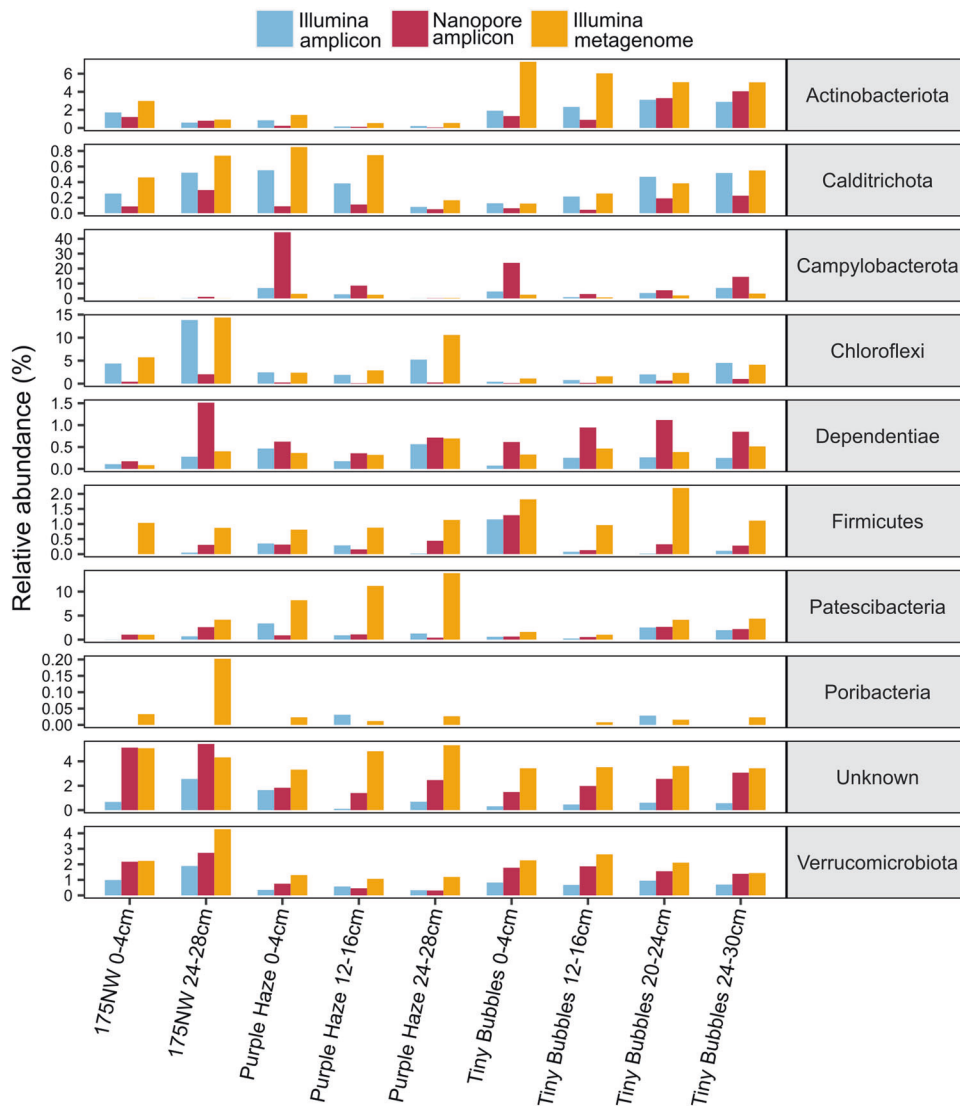 Illumina amplicon
Nanopore amplicon
Illumina metagenome
Relative abundance (%)
6
4
2
0
Actinobacteriota
0.8
0.6
0.4
0.2
0.0
Calditrichota
40
30
20
10
0
Campylobacterota
15
10
5
0
Chloroflexi
1.5
1.0
0.5
0.0
Dependentiae
2.0
1.5
1.0
0.5
0.0
Firmicutes
10
5
0
Patescibacteria
0.20
0.15
0.10
0.05
0.00
Poribacteria
4
2
0
Unknown
4
3
2
1
0
Verrucomicrobiota
175NW 0-4cm
175NW 24-28cm
Purple Haze 0-4cm
Purple Haze 12-16cm
Purple Haze 24-28cm
Tiny Bubbles 0-4cm
Tiny Bubbles 12-16cm
Tiny Bubbles 20-24cm
Tiny Bubbles 24-30cm